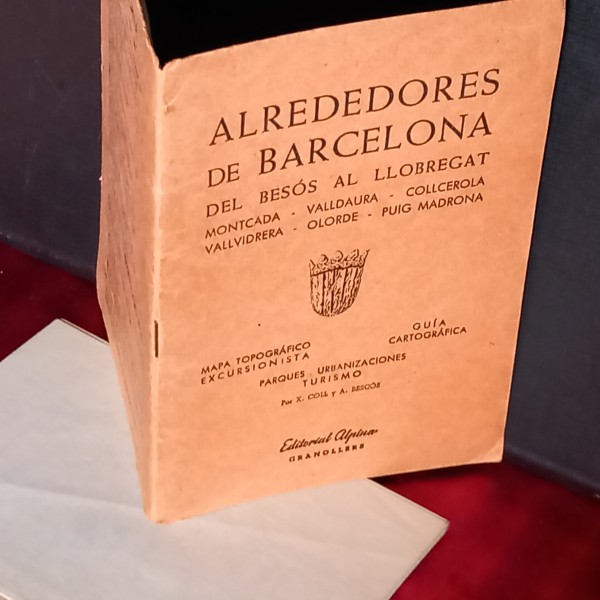 ALREDEDORES
DE BARCELONA
DEL BESÓS AL LLOBREGAT
MONTCADA - VALLDAURA - COLLCEROLA
VALLVIDRERA - OLORDE - PUIG MADRONA
MAPA TOPOGRÁFICO
EXCURSIONISTA
GUÍA
CARTOGRÁFICA
PARQUES - URBANIZACIONES
TURISMO
Por X. COLL y A. BESCÓS
Editorial Alpina
GRANOLLERS